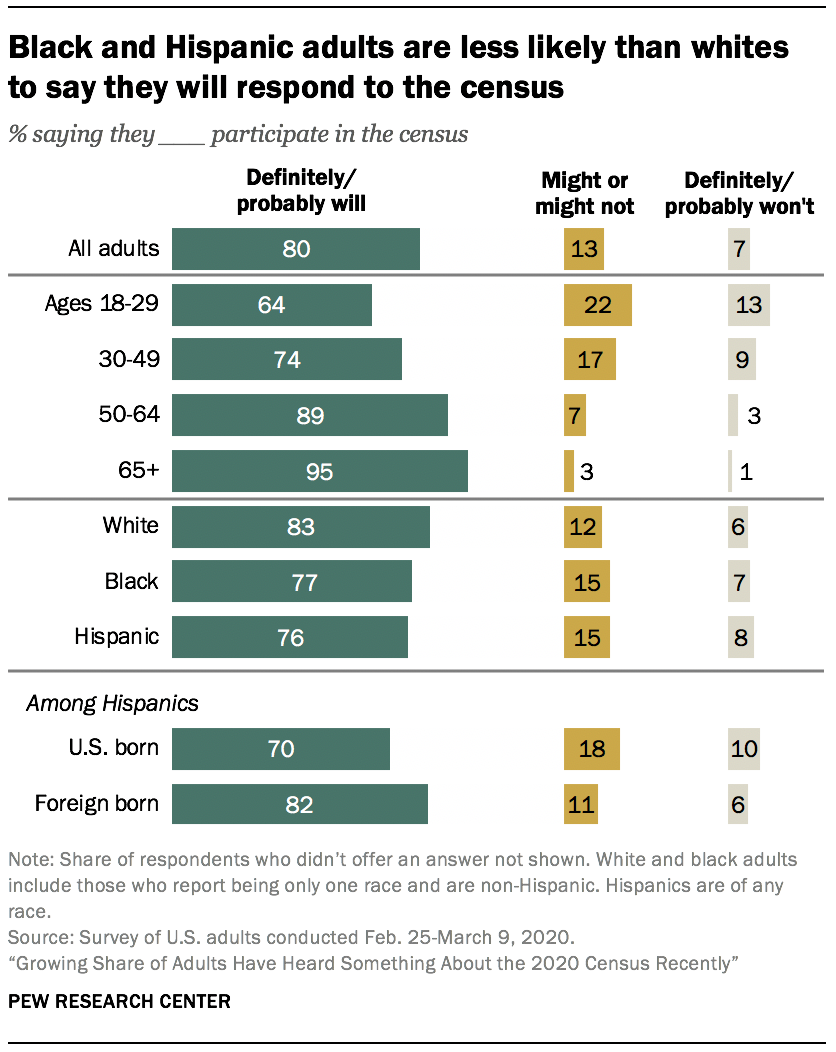 Black and Hispanic adults are less likely than whites
to say they will respond to the census
% saying they ____ participate in the census
Definitely/
probably will
Might or
might not
Definitely/
probably won't
All adults 80 13 7
Ages 18-29 64 22 13
30-49 74 17 9
50-64 89 7 3
65+ 95 3 1
White 83 12 6
Black 77 15 7
Hispanic 76 15 8
Among Hispanics
U.S. born 70 18 10
Foreign born 82 11 6
Note: Share of respondents who didn’t offer an answer not shown. White and black adults
include those who report being only one race and are non-Hispanic. Hispanics are of any
race.
Source: Survey of U.S. adults conducted Feb. 25-March 9, 2020.
“Growing Share of Adults Have Heard Something About the 2020 Census Recently”
PEW RESEARCH CENTER